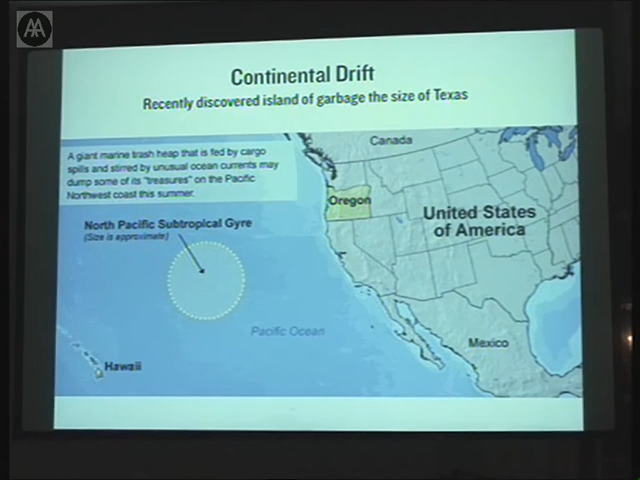 AA
Continental Drift
Recently discovered island of garbage the size of Texas
A giant marine trash heap that is fed by cargo
spills and stirred by unusual ocean currents may
dump some of its "treasures" on the Pacific
Northwest coast this summer.
Canada
Oregon
United States
of America
North Pacific Subtropical Gyre
(Size is approximate)
Pacific Ocean
Mexico
Hawaii